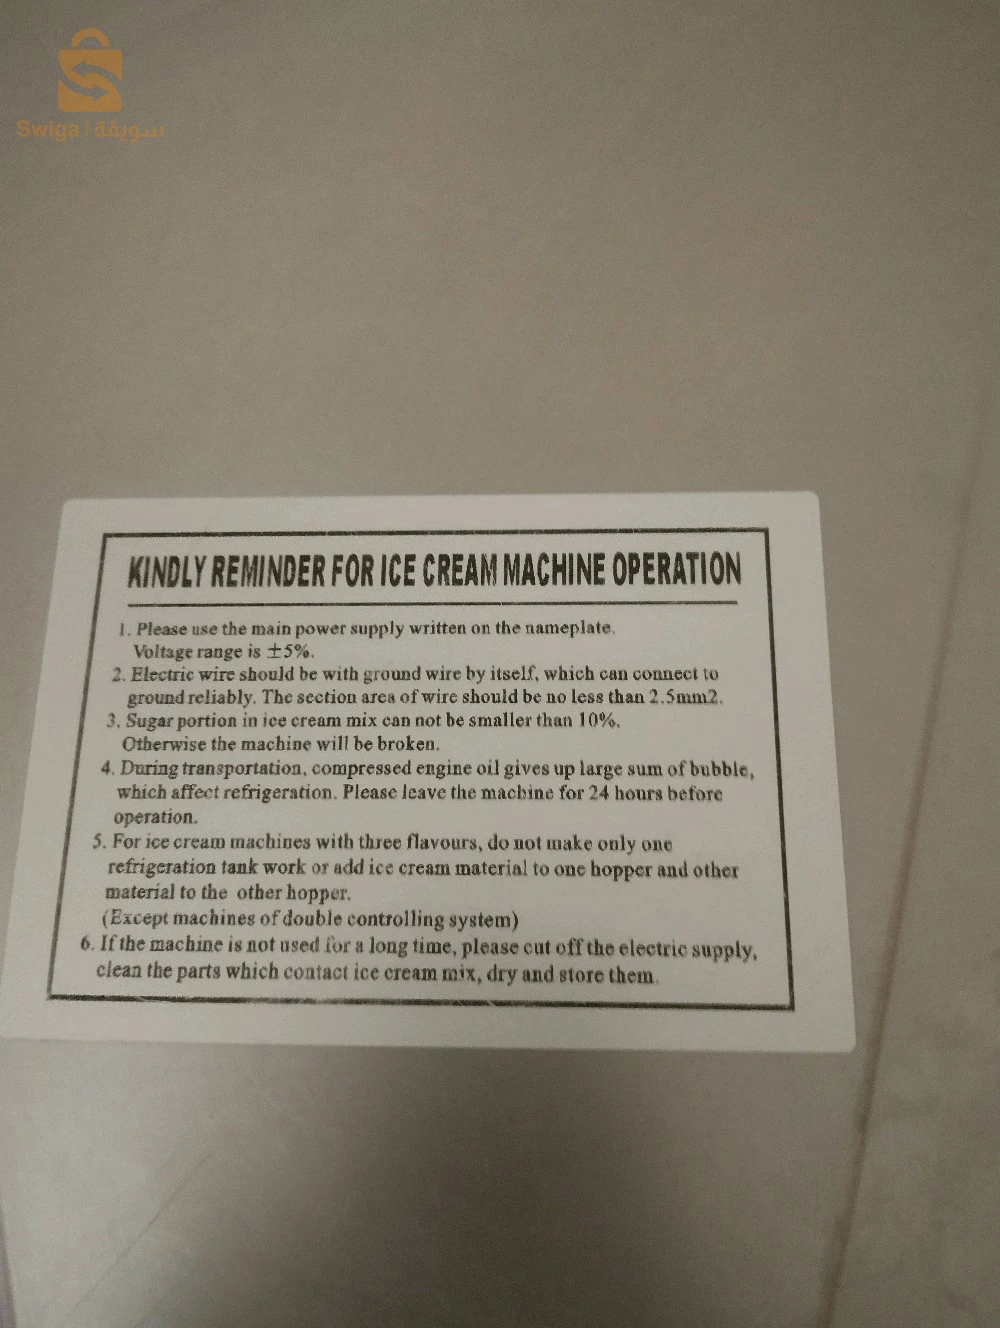 Swiga | سويقة
KINDLY REMINDER FOR ICE CREAM MACHINE OPERATION
1. Please use the main power supply written on the nameplate.
Voltage range is ±5%.
2. Electric wire should be with ground wire by itself, which can connect to
ground reliably. The section area of wire should be no less than 2.5mm2.
3. Sugar portion in ice cream mix can not be smaller than 10%.
Otherwise the machine will be broken.
4. During transportation, compressed engine oil gives up large sum of bubble,
which affect refrigeration. Please leave the machine for 24 hours before
operation.
5. For ice cream machines with three flavours, do not make only one
refrigeration tank work or add ice cream material to one hopper and other
material to the other hopper.
(Except machines of double controlling system)
6. If the machine is not used for a long time, please cut off the electric supply,
clean the parts which contact ice cream mix, dry and store them.